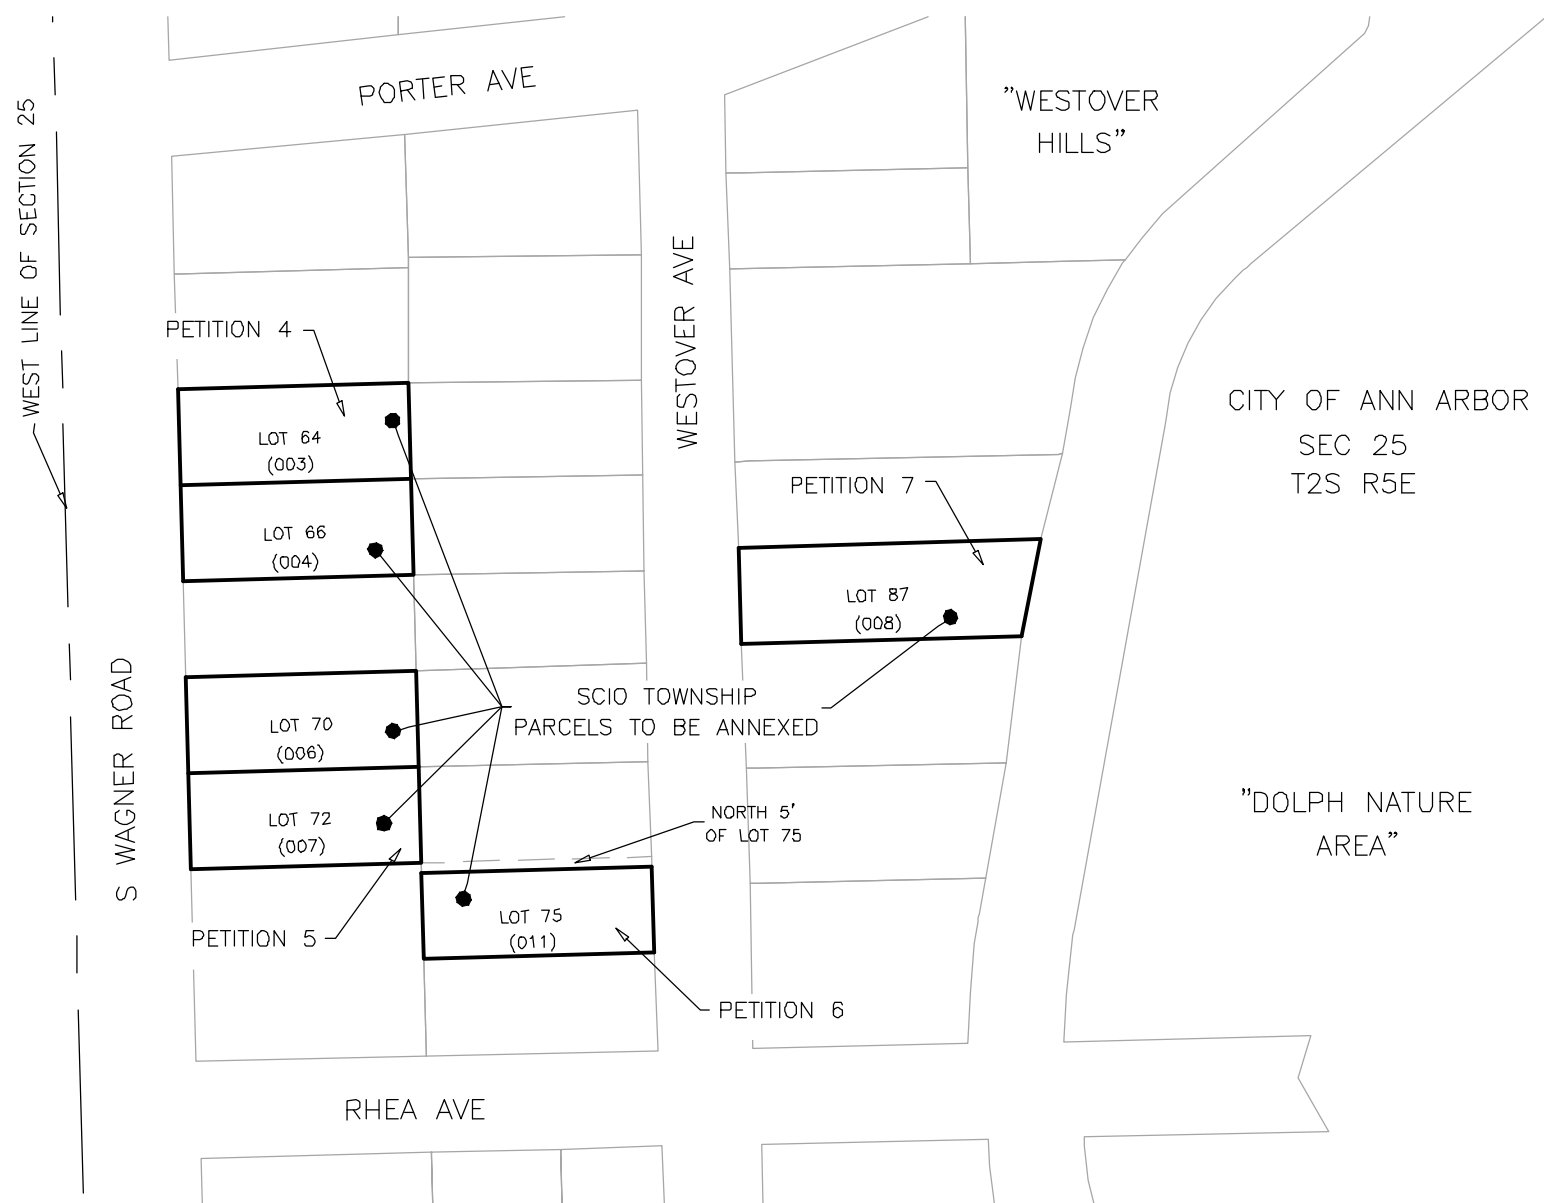 PORTER AVE
"WESTOVER
HILLS"
WEST LINE OF SECTION 25
WESTOVER AVE
PETITION 4
CITY OF ANN ARBOR
SEC 25
T2S R5E
LOT 64
(003)
PETITION 7
LOT 66
(004)
LOT 87
(008)
S WAGNER ROAD
SCIO TOWNSHIP
PARCELS TO BE ANNEXED
LOT 70
(006)
"DOLPH NATURE
AREA"
NORTH 5'
OF LOT 75
LOT 72
(007)
LOT 75
(011)
PETITION 5
PETITION 6
RHEA AVE